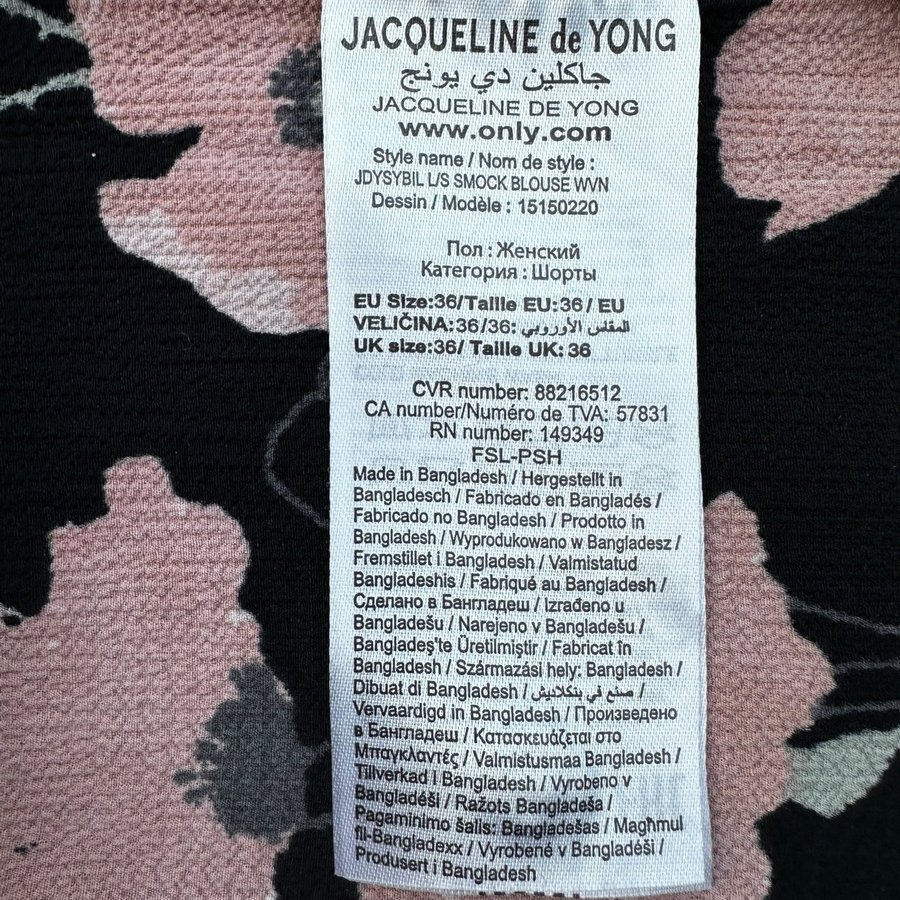 JACQUELINE de YONG
جاكلين دي يونج
JACQUELINE DE YONG
www.only.com
Style name / Nom de style :
JDYSYBIL L/S SMOCK BLOUSE WVN
Dessin / Modèle : 15150220
Пол : Женский
Категория : Шорты
EU Size:36/Taille EU:36/ EU
VELIČINA:36/36: المقاس الأوروبي
UK size:36/ Taille UK: 36
CVR number: 88216512
CA number/Numéro de TVA: 57831
RN number: 149349
FSL-PSH
Made in Bangladesh / Hergestellt in
Bangladesch / Fabricado en Bangladés /
Fabricado no Bangladesh / Prodotto in
Bangladesh / Wyprodukowano w Bangladesz /
Fremstillet i Bangladesh / Valmistatud
Bangladeshis / Fabriqué au Bangladesh /
Сделано в Бангладеш / Izrađeno u
Bangladešu / Narejeno v Bangladešu /
Bangladeş'te Üretilmiştir / Fabricat în
Bangladesh / Származási hely: Bangladesh /
Dibuat di Bangladesh / صنع في بنكلاديش /
Vervaardigd in Bangladesh / Произведено
в Бангладеш / Κατασκευάζεται στο
Μπαγκλαντές / Valmistusmaa Bangladesh /
Tillverkad i Bangladesh / Vyrobeno v
Bangladéši / Ražots Bangladeša /
Pagaminimo šalis: Bangladešas / Magħmul
fil-Bangladexx / Vyrobené v Bangladéši /
Produsert i Bangladesh